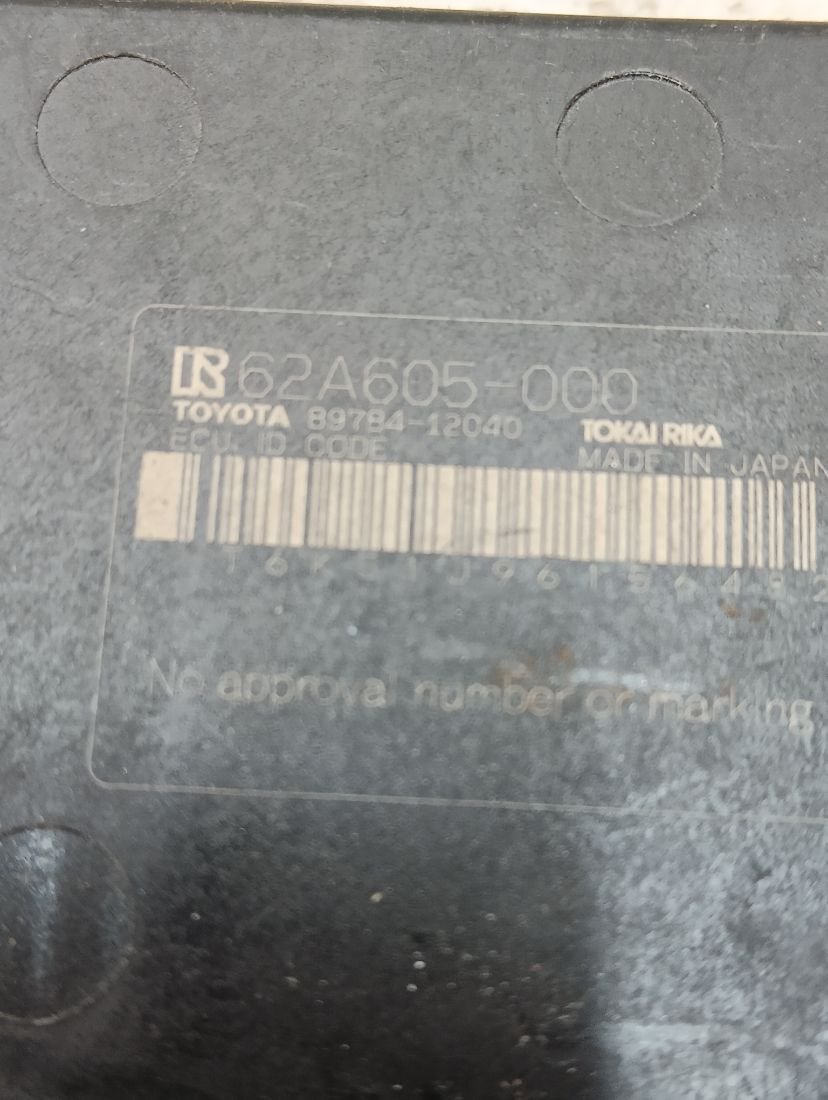 62A605-000
TOYOTA 89784-12040 TOKAI RIKA
ECU. ID CODE MADE IN JAPAN
No approval number or marking